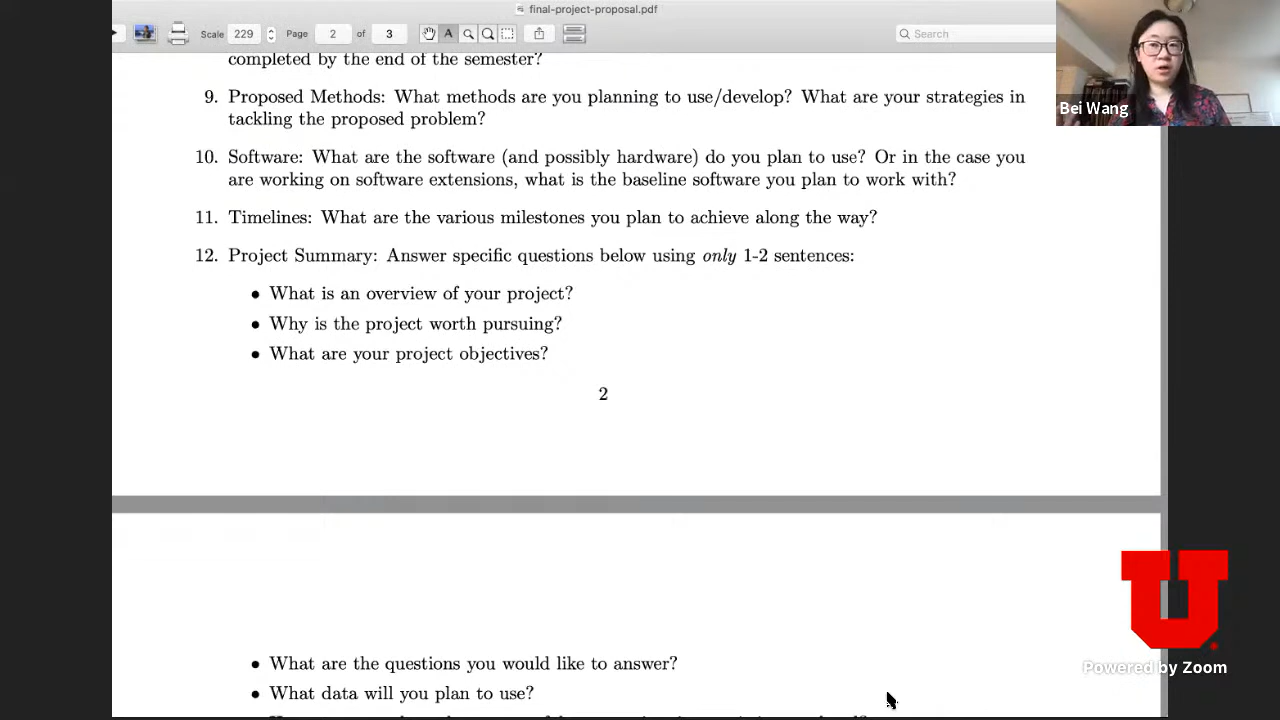 final-project-proposal.pdf
Scale 229 Page 2 of 3 A Search
completed by the end of the semester?
9. Proposed Methods: What methods are you planning to use/develop? What are your strategies in
tackling the proposed problem?
10. Software: What are the software (and possibly hardware) do you plan to use? Or in the case you
are working on software extensions, what is the baseline software you plan to work with?
11. Timelines: What are the various milestones you plan to achieve along the way?
12. Project Summary: Answer specific questions below using only 1-2 sentences:
• What is an overview of your project?
• Why is the project worth pursuing?
• What are your project objectives?
2
• What are the questions you would like to answer?
• What data will you plan to use?
Bei Wang
U
Powered by Zoom